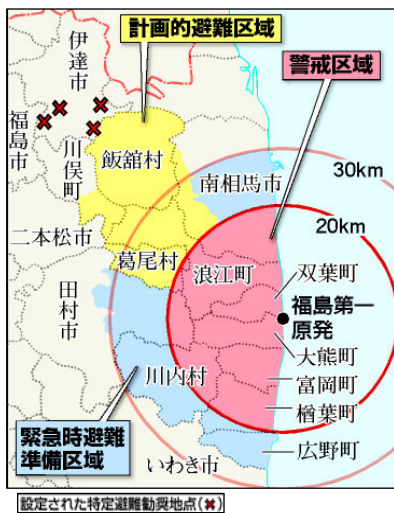 計画的避難区域
伊達市
警戒区域
福島市
川俣町
飯舘村
南相馬市
30km
20km
二本松市
葛尾村
浪江町
双葉町
福島第一
原発
田村市
大熊町
川内村
富岡町
楢葉町
緊急時避難
準備区域
広野町
いわき市
設定された特定避難勧奨地点(✖)